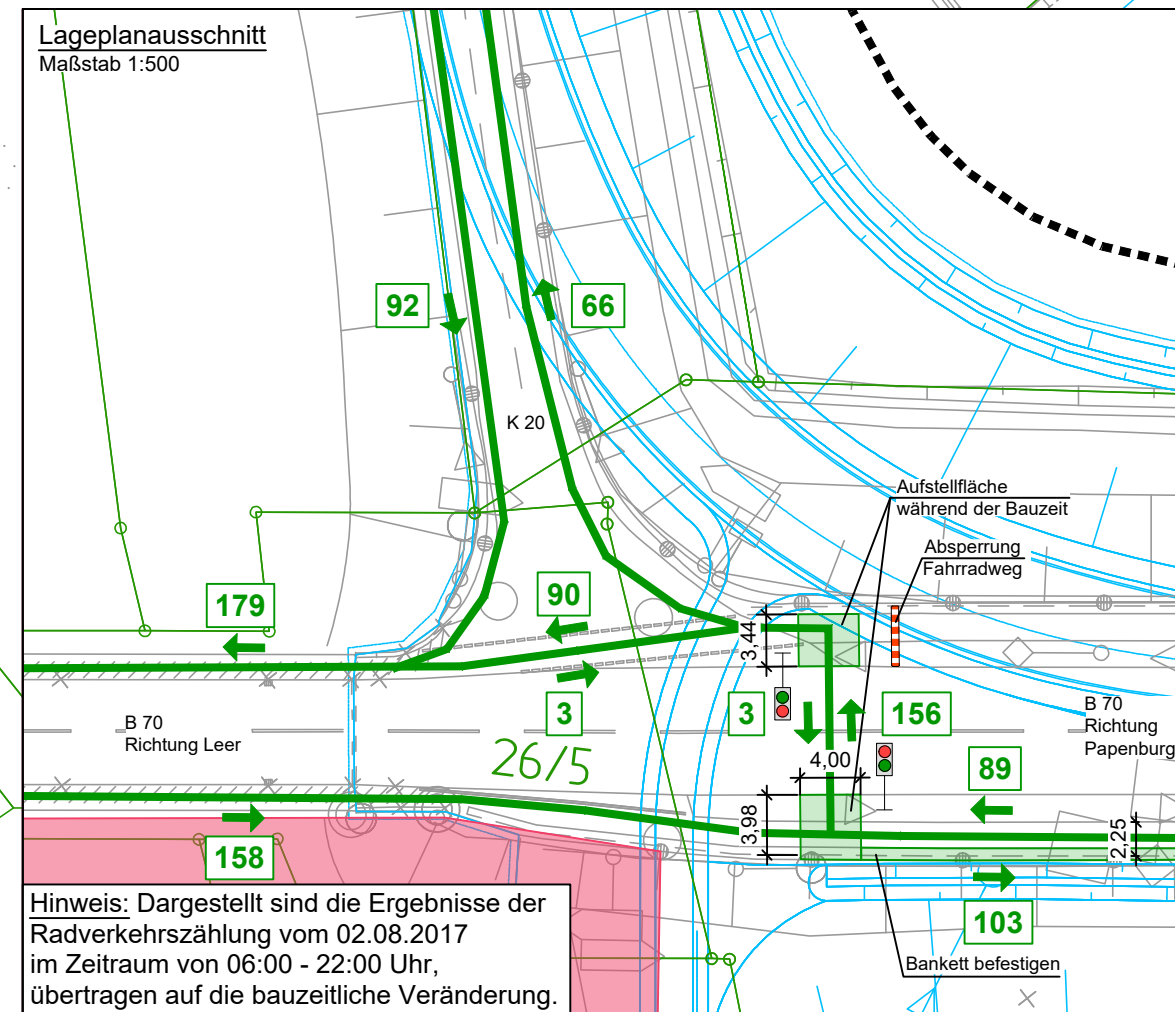 Lageplanausschnitt
Maßstab 1:500
92
66
K 20
Aufstellfläche
während der Bauzeit
Absperrung
Fahrradweg
179
90
3,44
3
3
156
B 70
Richtung Leer
B 70
Richtung
Papenburg
26/5
4,00
89
3,98
2,25
158
103
Bankett befestigen
Hinweis: Dargestellt sind die Ergebnisse der
Radverkehrszählung vom 02.08.2017
im Zeitraum von 06:00 - 22:00 Uhr,
übertragen auf die bauzeitliche Veränderung.